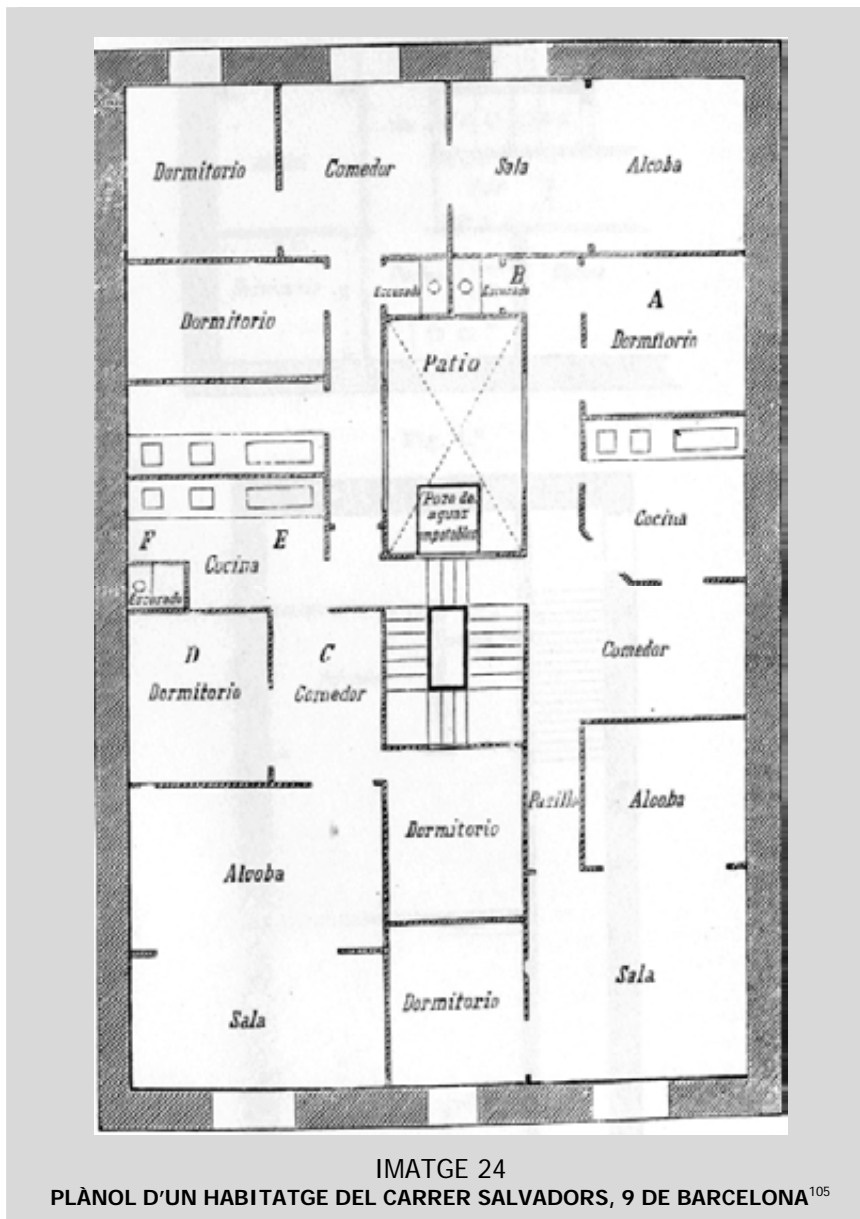 Dormitorio Comedor Sala Alcoba
Escusado B Escusado A
Dormitorio Dormitorio
Patio
Pozo de
aguas
impotables
Cocina
F E
Cocina
Escusado
D C
Dormitorio Comedor Comedor
Pasillo Alcoba
Dormitorio
Alcoba
Sala
Dormitorio
Sala
IMATGE 24
PLÀNOL D'UN HABITATGE DEL CARRER SALVADORS, 9 DE BARCELONA105